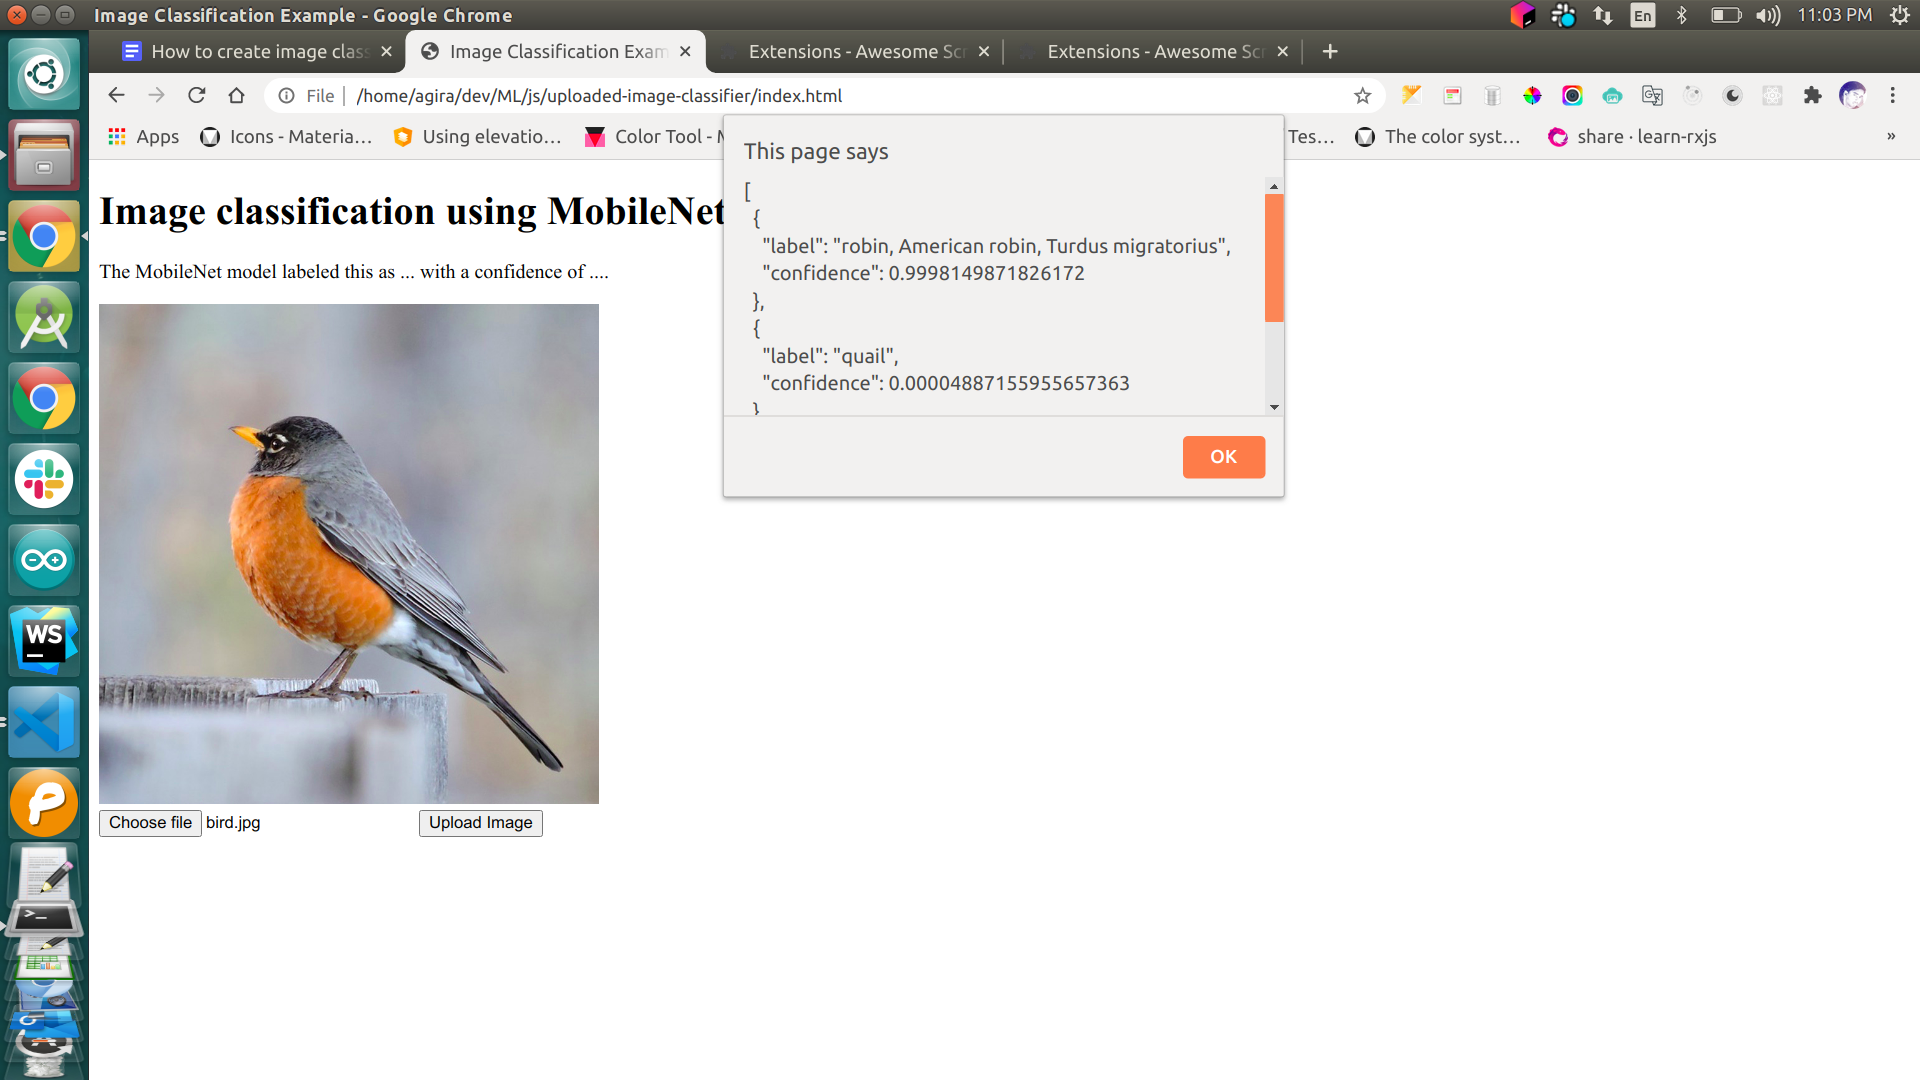 Image Classification Example - Google Chrome
En
11:03 PM
How to create image clas
Image Classification Exam
Extensions - Awesome Scr
Extensions - Awesome Scr
File
/home/agira/dev/ML/js/uploaded-image-classifier/index.html
Apps
Icons - Materia...
Using elevatio...
Color Tool - M
Tes...
The color syst...
share · learn-rxjs
»
This page says
[
{
"label": "robin, American robin, Turdus migratorius",
"confidence": 0.9998149871826172
},
{
"label": "quail",
"confidence": 0.00004887155955657363
}
OK
Image classification using MobileNet
The MobileNet model labeled this as ... with a confidence of ....
Choose file bird.jpg
Upload Image
WS